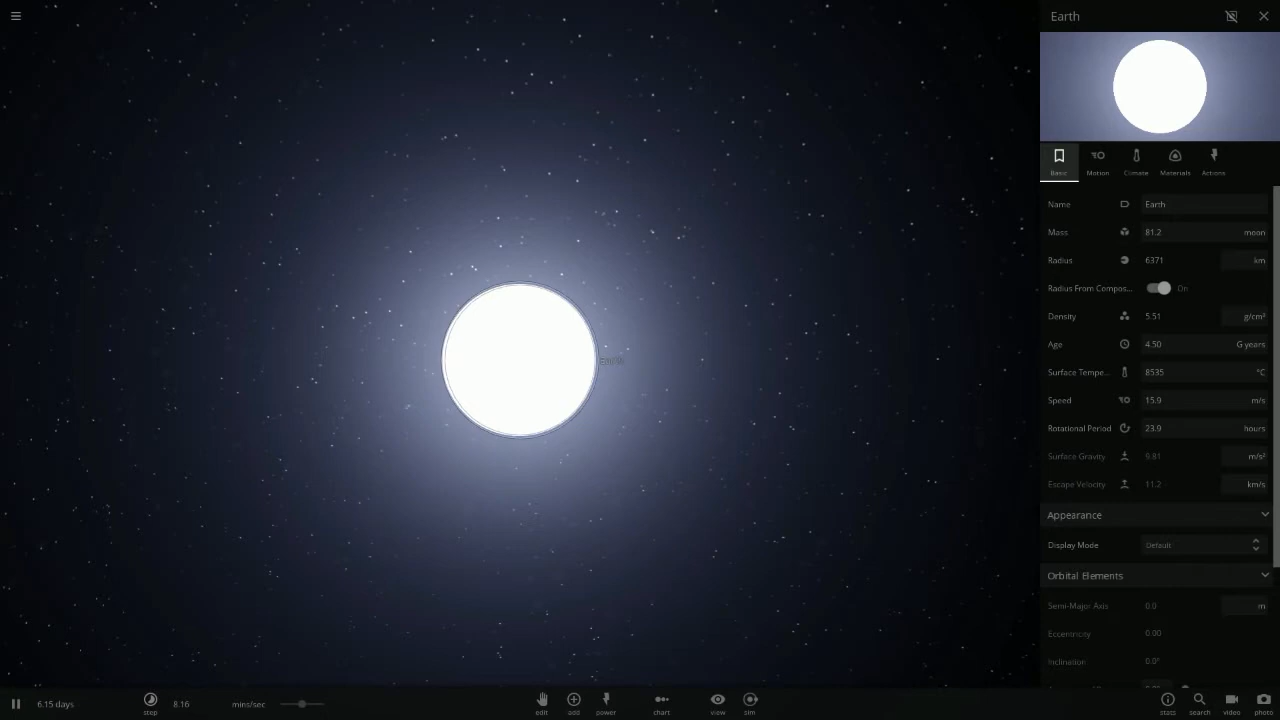 Earth
Basic
Motion
Climate
Materials
Actions
Name Earth
Mass 81.2 moon
Radius 6371 km
Radius From Compos... On
Density 5.51 g/cm³
Age 4.50 G years
Surface Tempe... 8535 °C
Speed 15.9 m/s
Rotational Period 23.9 hours
Surface Gravity 9.81 m/s²
Escape Velocity 11.2 km/s
Appearance
Display Mode Default
Orbital Elements
Semi-Major Axis 0.0 m
Eccentricity 0.00
Inclination 0.0°
6.15 days
step
8.16 mins/sec
edit
add
power
chart
view
sim
stats
search
video
photo